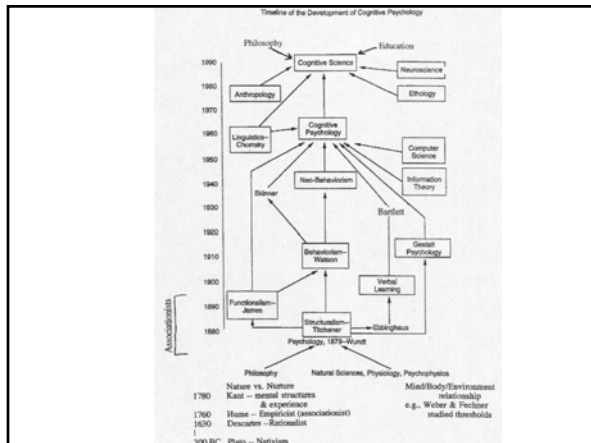 Timeline of the Development of Cognitive Psychology
Philosophy
Education
1990
Cognitive Science
Neuroscience
1980
Anthropology
Ethology
1970
Cognitive
Psychology
1960
Linguistics--
Chomsky
Computer
Science
1950
Information
Theory
1940
Skinner
Neo-Behaviorism
1930
Bartlett
1920
Gestalt
Psychology
1910
Behaviorism--
Watson
1900
Verbal
Learning
1890
Functionalism--
James
1880
Structuralism--
Titchener
Ebbinghaus
Associationists
Psychology, 1879--Wundt
Philosophy
Natural Sciences, Physiology, Psychophysics
Nature vs. Nurture
1780 Kant -- mental structures
& experience
1760 Hume -- Empiricist (associationist)
1630 Descartes -- Rationalist
300 BC Plato -- Nativism
Mind/Body/Environment
relationship
e.g., Weber & Fechner
studied thresholds